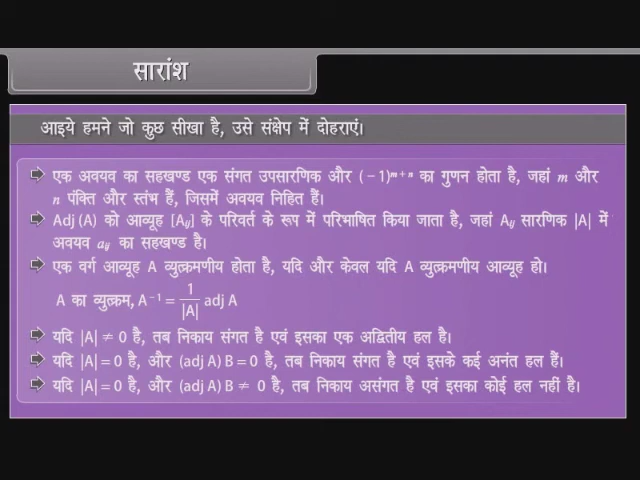 सारांश
आइये हमने जो कुछ सीखा है, उसे संक्षेप में दोहराएं।
एक अवयव का सहखण्ड एक संगत उपसारणिक और (−1)ᵐ⁺ⁿ का गुणन होता है, जहां m और
n पंक्ति और स्तंभ हैं, जिसमें अवयव निहित हैं।
Adj (A) को आव्यूह [Aᵢⱼ] के परिवर्त के रूप में परिभाषित किया जाता है, जहां Aᵢⱼ सारणिक |A| में
अवयव aᵢⱼ का सहखण्ड है।
एक वर्ग आव्यूह A व्युत्क्रमणीय होता है, यदि और केवल यदि A व्युत्क्रमणीय आव्यूह हो।
A का व्युत्क्रम, A⁻¹ = 1/|A| adj A
यदि |A| ≠ 0 है, तब निकाय संगत है एवं इसका एक अद्वितीय हल है।
यदि |A| = 0 है, और (adj A) B = 0 है, तब निकाय संगत है एवं इसके कई अनंत हल हैं।
यदि |A| = 0 है, और (adj A) B ≠ 0 है, तब निकाय असंगत है एवं इसका कोई हल नहीं है।